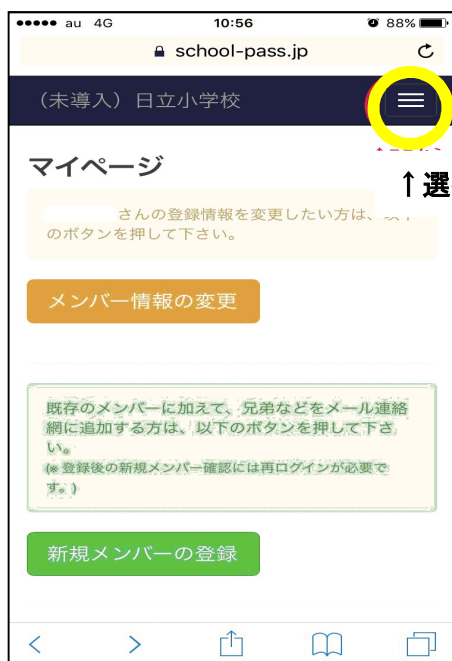 au 4G 10:56 88%
school-pass.jp
（未導入）日立小学校
マイページ
↑選
さんの登録情報を変更したい方は、以下
のボタンを押して下さい。
メンバー情報の変更
既存のメンバーに加えて、兄弟などをメール連絡
網に追加する方は、以下のボタンを押して下さ
い。
(※登録後の新規メンバー確認には再ログインが必要で
す。)
新規メンバーの登録